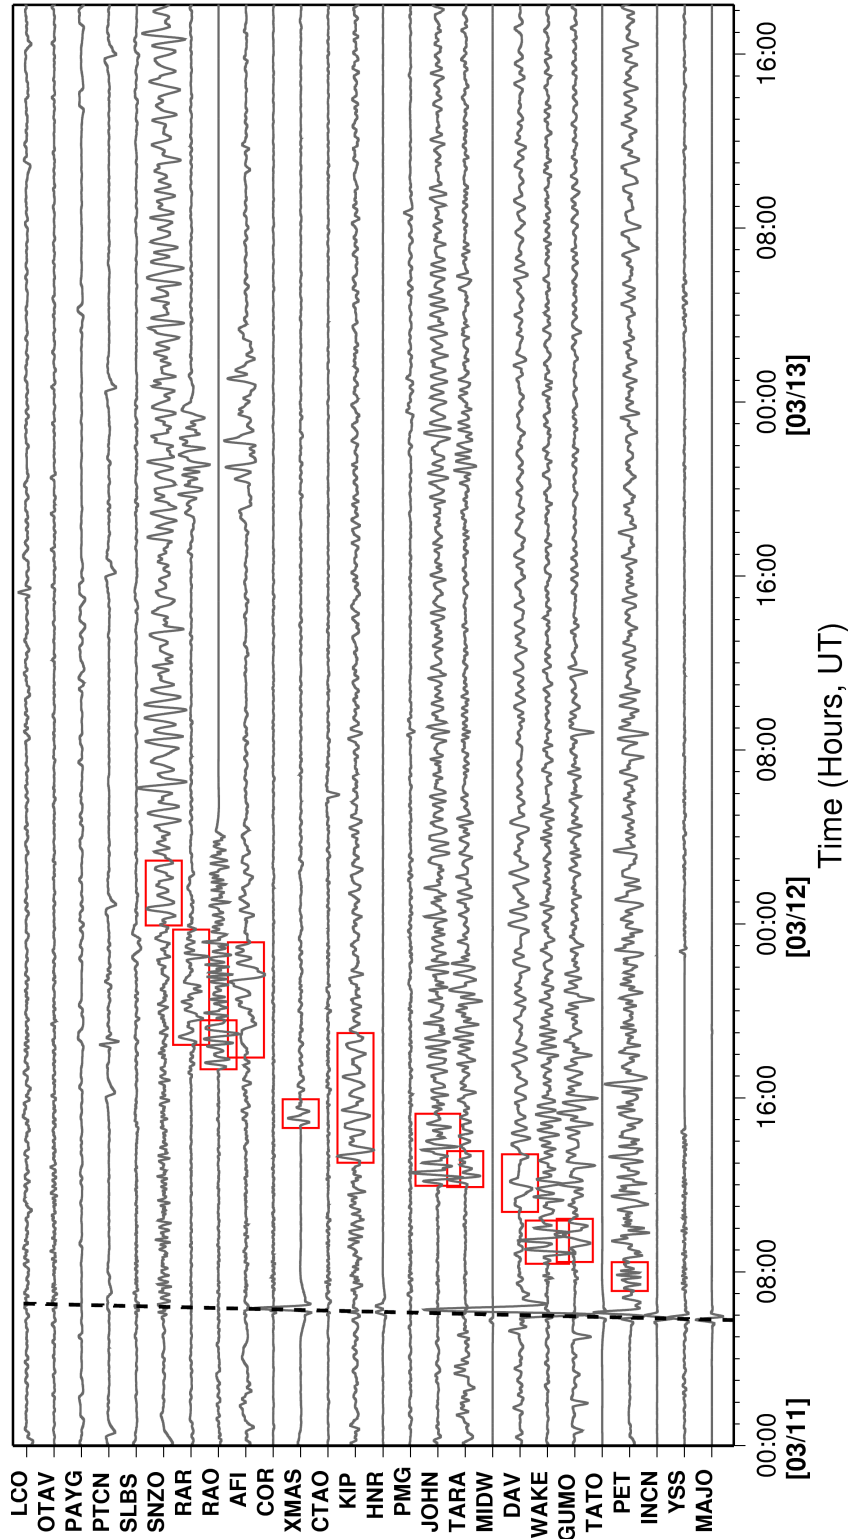 LCO
OTAV
PAYG
PTCN
SLBS
SNZO
RAR
RAO
AFI
COR
XMAS
CTAO
KIP
HNR
PMG
JOHN
TARA
MIDW
DAV
WAKE
GUMO
TATO
PET
INCN
YSS
MAJO
00:00
08:00
16:00
00:00
08:00
16:00
00:00
08:00
16:00
[03/11]
[03/12]
[03/13]
Time (Hours, UT)